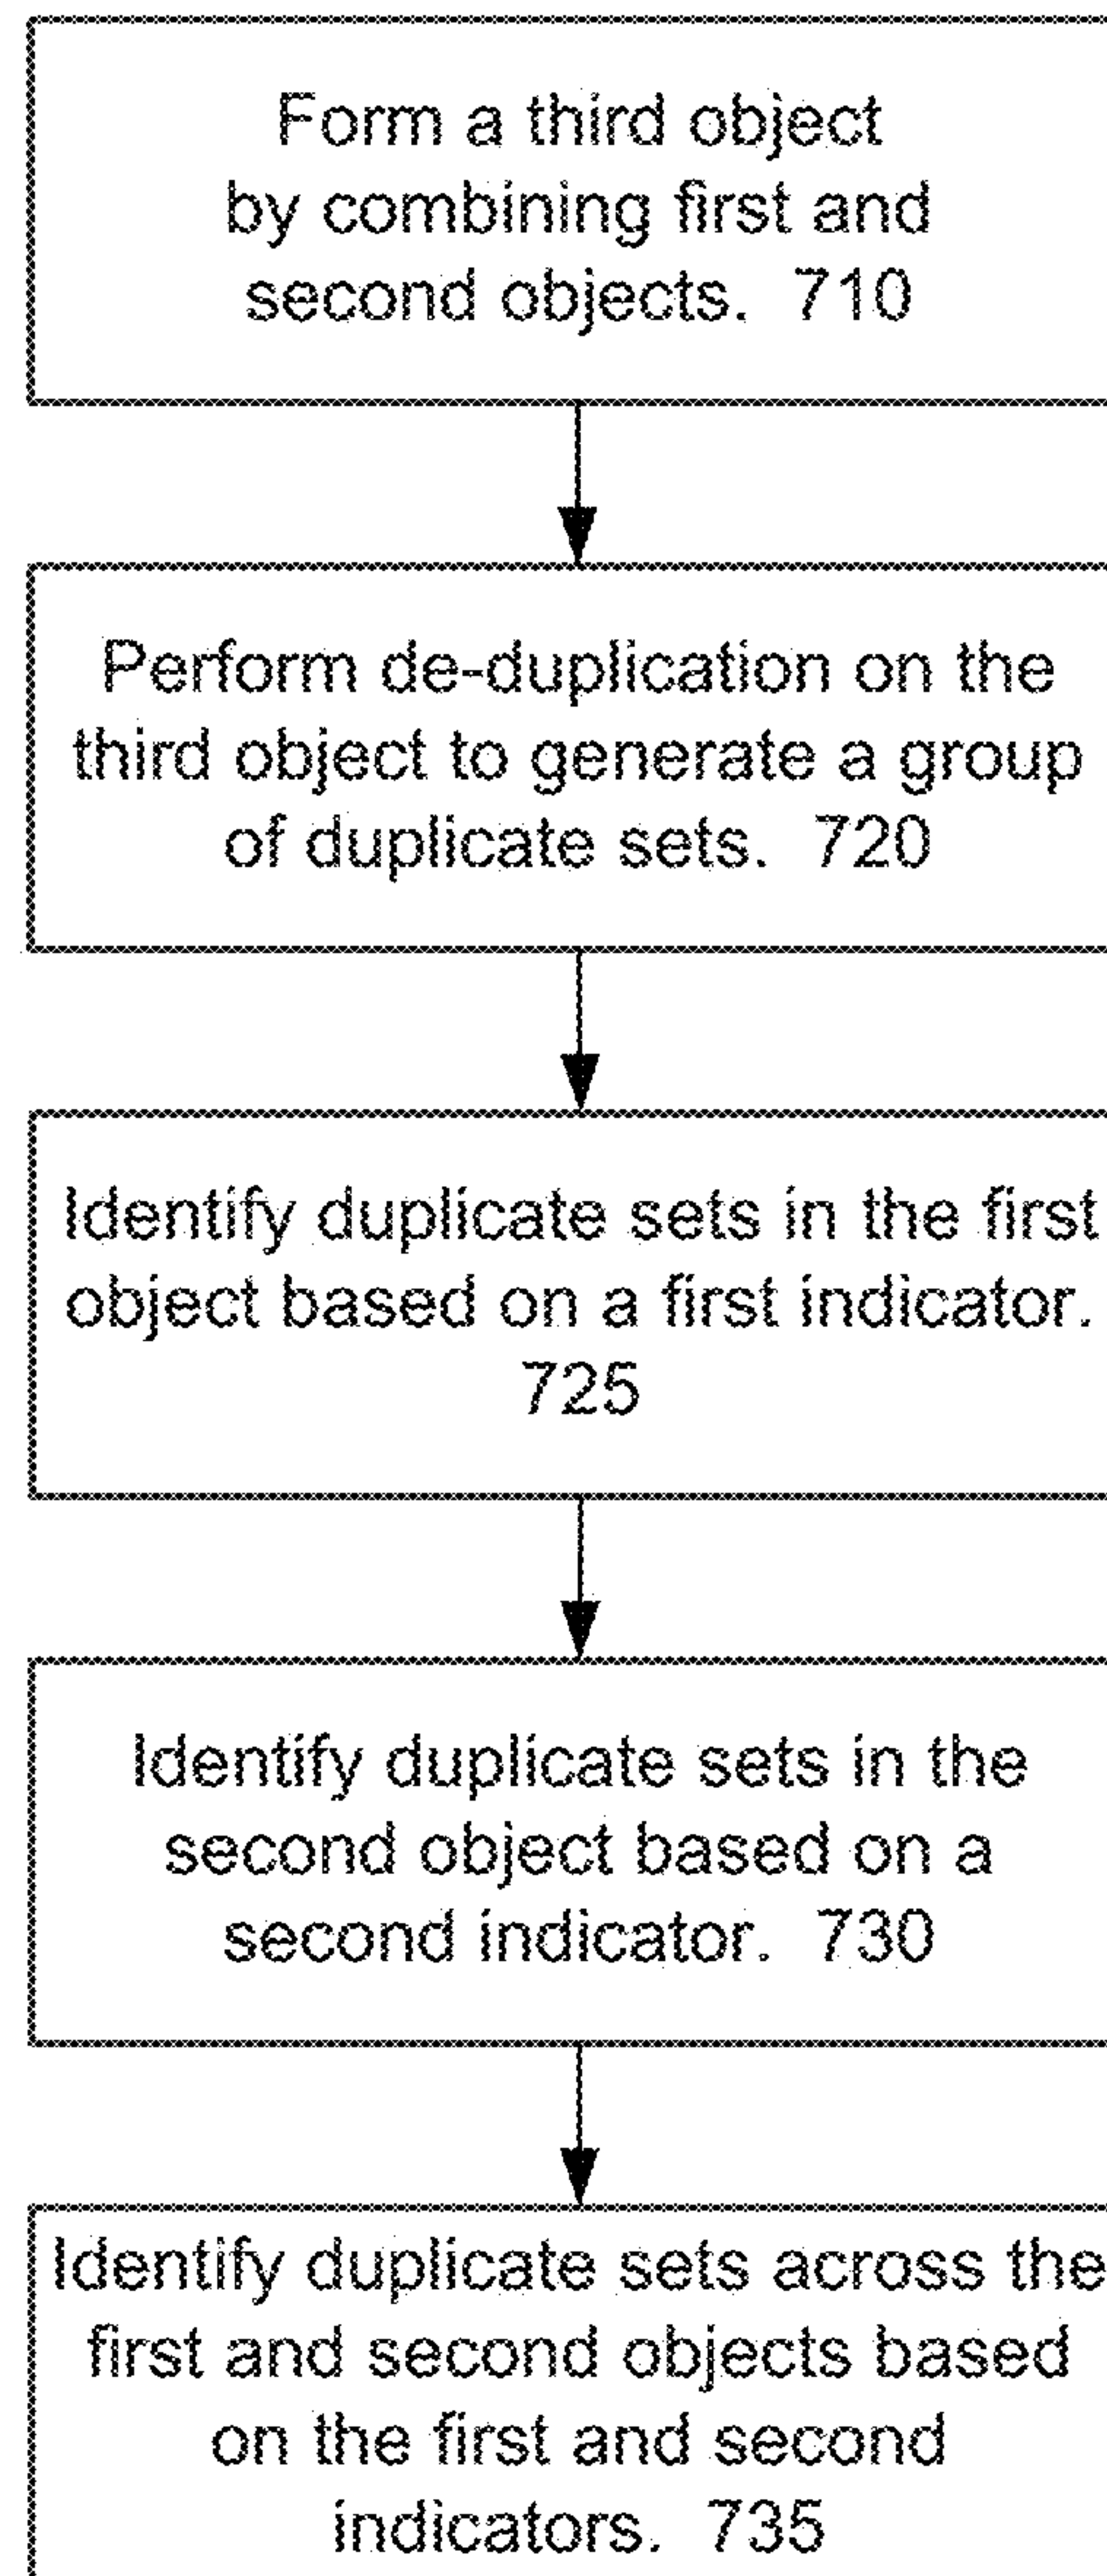 Form a third object
by combining first and
second objects. 710
Perform de-duplication on the
third object to generate a group
of duplicate sets. 720
Identify duplicate sets in the first
object based on a first indicator.
725
Identify duplicate sets in the
second object based on a
second indicator. 730
Identify duplicate sets across the
first and second objects based
on the first and second
indicators. 735